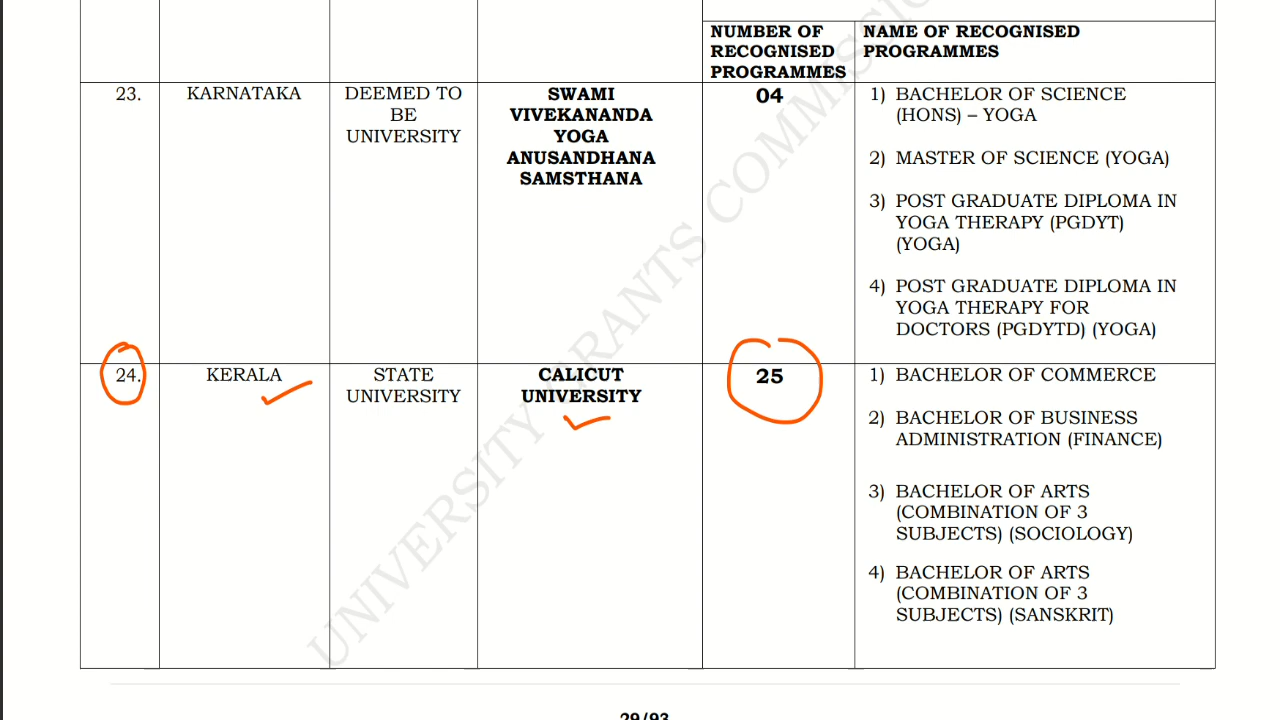 NUMBER OF
RECOGNISED
PROGRAMMES
NAME OF RECOGNISED
PROGRAMMES
23.
KARNATAKA
DEEMED TO
BE
UNIVERSITY
SWAMI
VIVEKANANDA
YOGA
ANUSANDHANA
SAMSTHANA
04
1) BACHELOR OF SCIENCE
(HONS) – YOGA
2) MASTER OF SCIENCE (YOGA)
3) POST GRADUATE DIPLOMA IN
YOGA THERAPY (PGDYT)
(YOGA)
4) POST GRADUATE DIPLOMA IN
YOGA THERAPY FOR
DOCTORS (PGDYTD) (YOGA)
24.
KERALA
STATE
UNIVERSITY
CALICUT
UNIVERSITY
25
1) BACHELOR OF COMMERCE
2) BACHELOR OF BUSINESS
ADMINISTRATION (FINANCE)
3) BACHELOR OF ARTS
(COMBINATION OF 3
SUBJECTS) (SOCIOLOGY)
4) BACHELOR OF ARTS
(COMBINATION OF 3
SUBJECTS) (SANSKRIT)
UNIVERSITY GRANTS COMMISSION
29/93